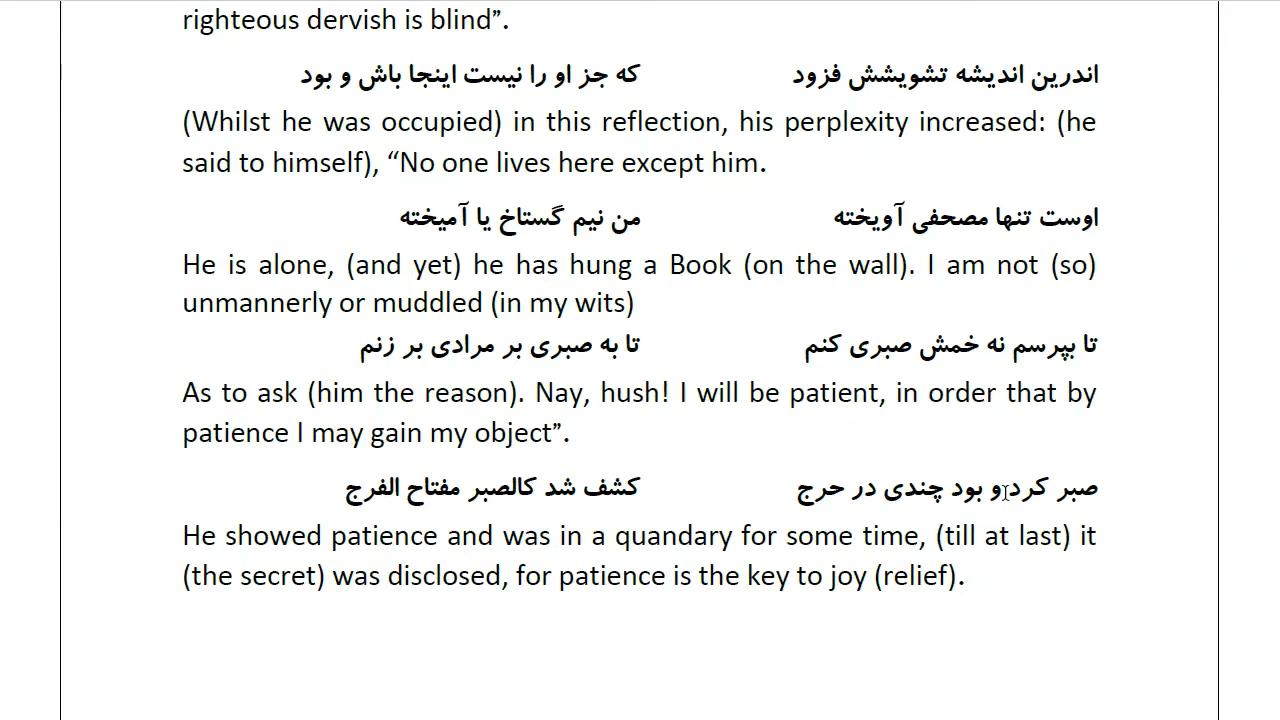 righteous dervish is blind”.
اندرین اندیشه تشویشش فزود که جز او را نیست اینجا باش و بود
(Whilst he was occupied) in this reflection, his perplexity increased: (he
said to himself), “No one lives here except him.
اوست تنها مصحفی آویخته من نیم گستاخ یا آمیخته
He is alone, (and yet) he has hung a Book (on the wall). I am not (so)
unmannerly or muddled (in my wits)
تا بپرسم نه خمش صبری کنم تا به صبری بر مرادی بر زنم
As to ask (him the reason). Nay, hush! I will be patient, in order that by
patience I may gain my object”.
صبر کرد و بود چندی در حرج کشف شد کالصبر مفتاح الفرج
He showed patience and was in a quandary for some time, (till at last) it
(the secret) was disclosed, for patience is the key to joy (relief).